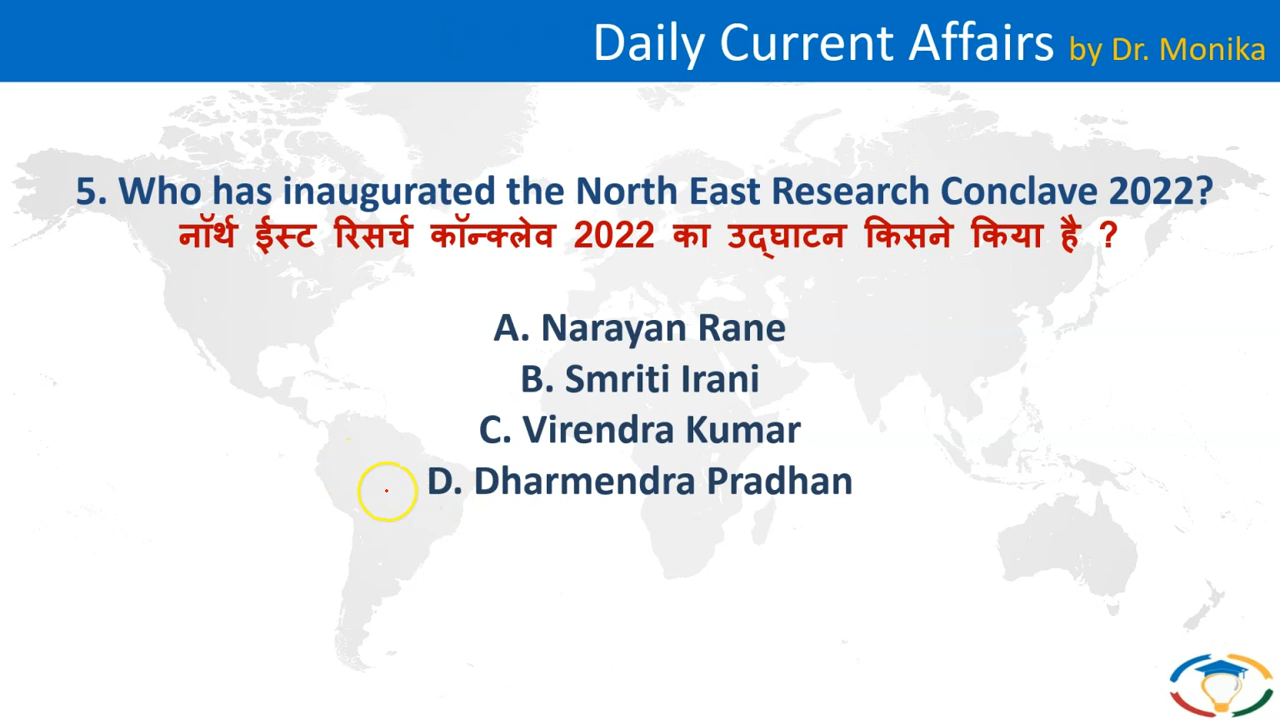 Daily Current Affairs by Dr. Monika
5. Who has inaugurated the North East Research Conclave 2022?
नॉर्थ ईस्ट रिसर्च कॉन्क्लेव 2022 का उद्घाटन किसने किया है ?
A. Narayan Rane
B. Smriti Irani
C. Virendra Kumar
D. Dharmendra Pradhan